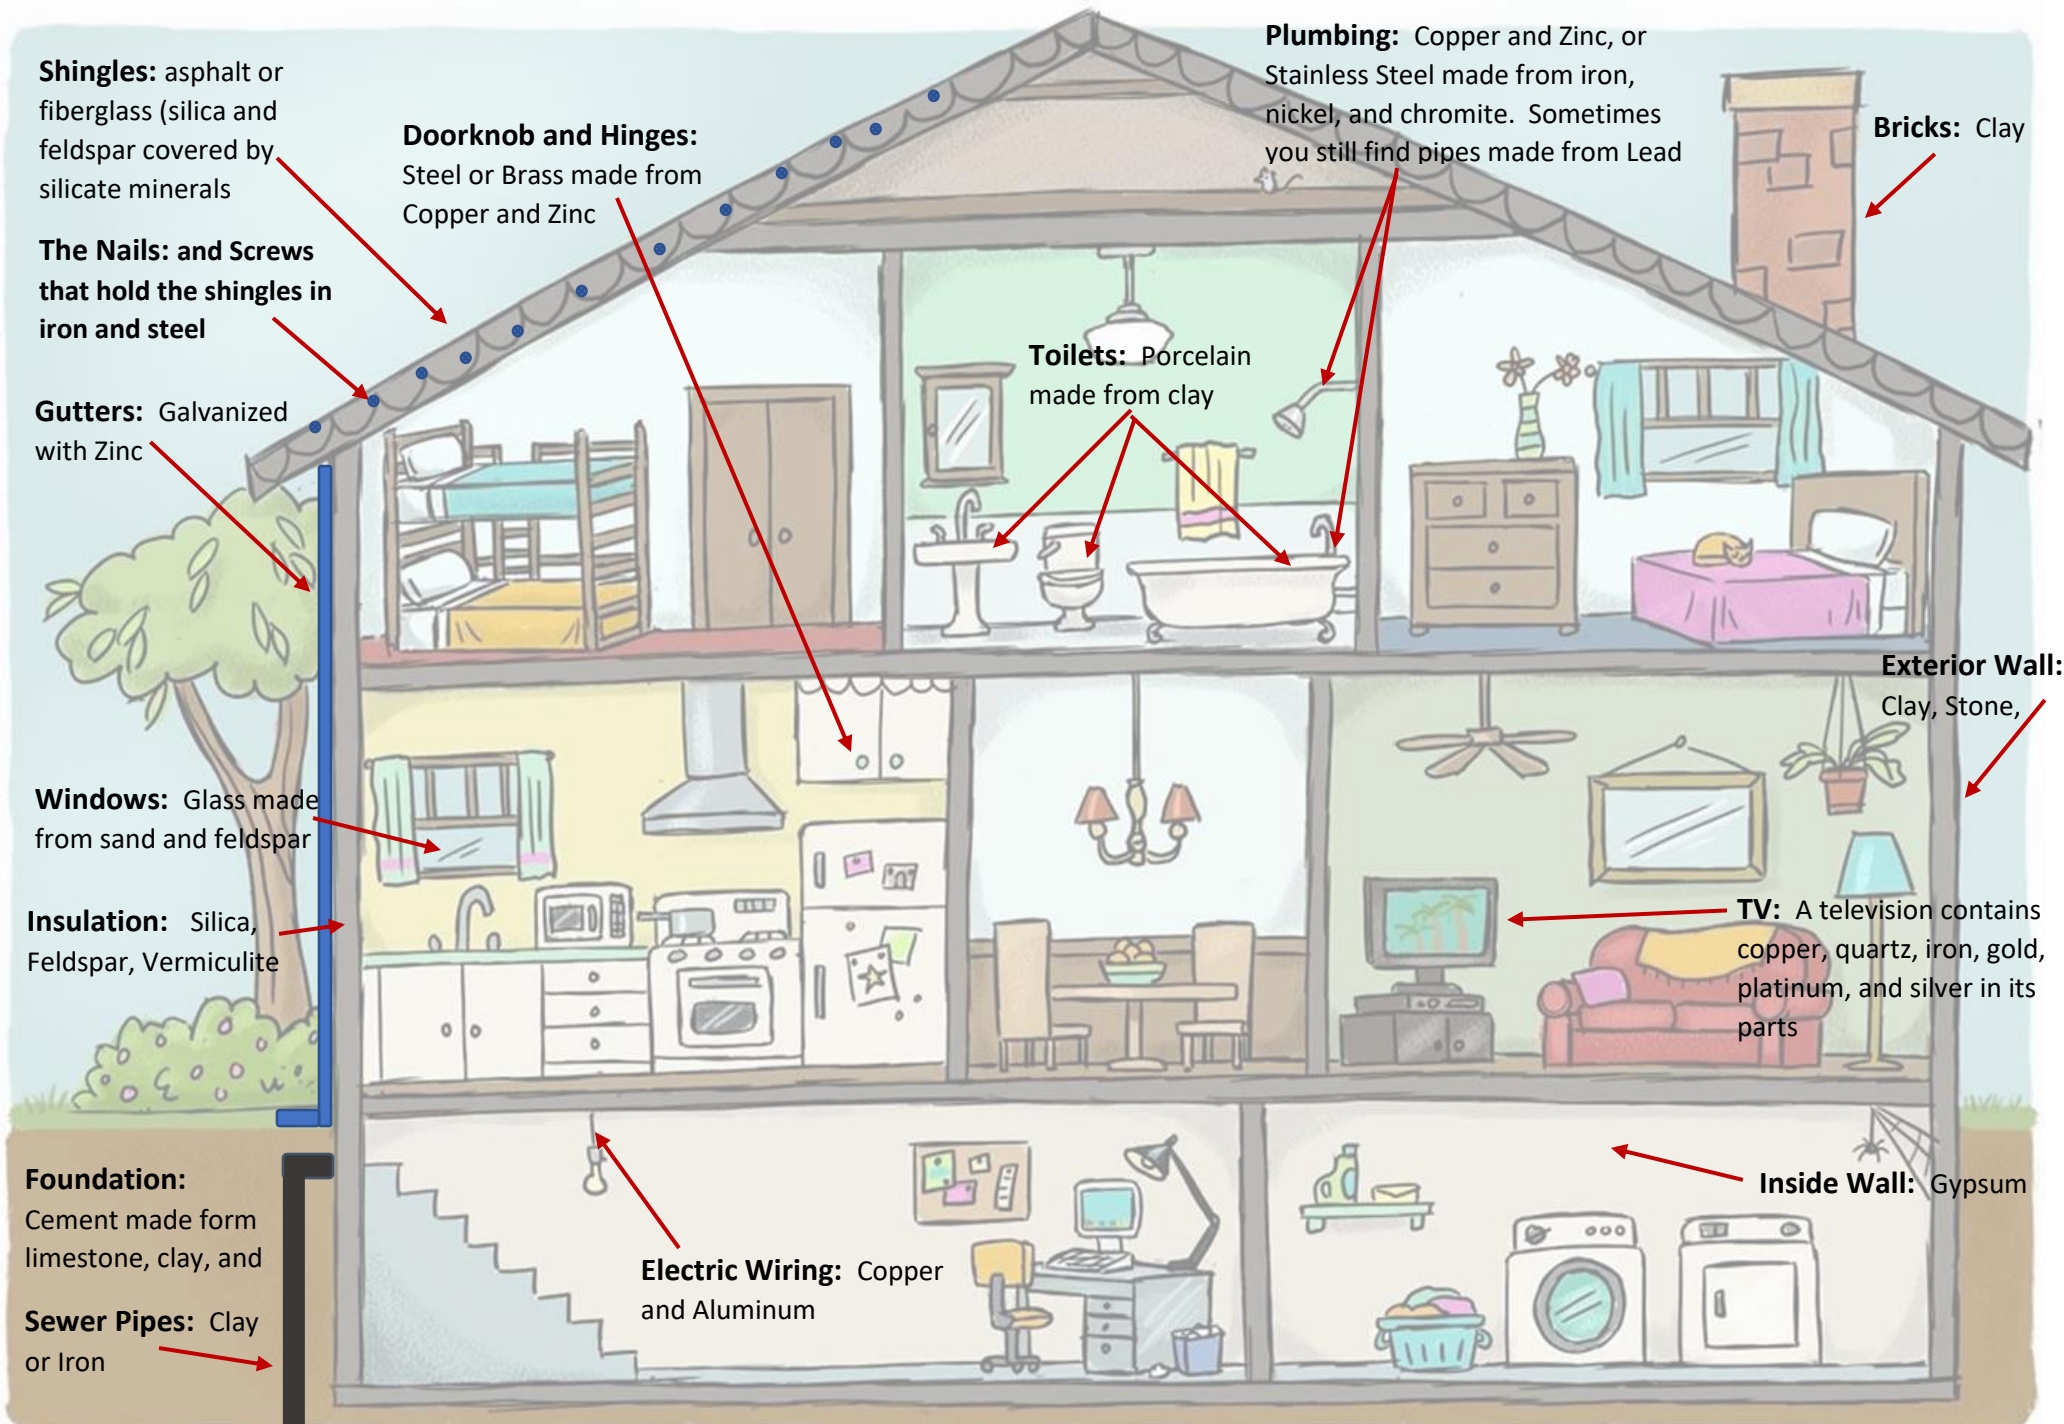 Shingles: asphalt or
fiberglass (silica and
feldspar covered by
silicate minerals
The Nails: and Screws
that hold the shingles in
iron and steel
Gutters: Galvanized
with Zinc
Doorknob and Hinges:
Steel or Brass made from
Copper and Zinc
Plumbing: Copper and Zinc, or
Stainless Steel made from iron,
nickel, and chromite. Sometimes
you still find pipes made from Lead
Bricks: Clay
Toilets: Porcelain
made from clay
Exterior Wall:
Clay, Stone,
Windows: Glass made
from sand and feldspar
Insulation: Silica,
Feldspar, Vermiculite
TV: A television contains
copper, quartz, iron, gold,
platinum, and silver in its
parts
Foundation:
Cement made form
limestone, clay, and
Sewer Pipes: Clay
or Iron
Electric Wiring: Copper
and Aluminum
Inside Wall: Gypsum